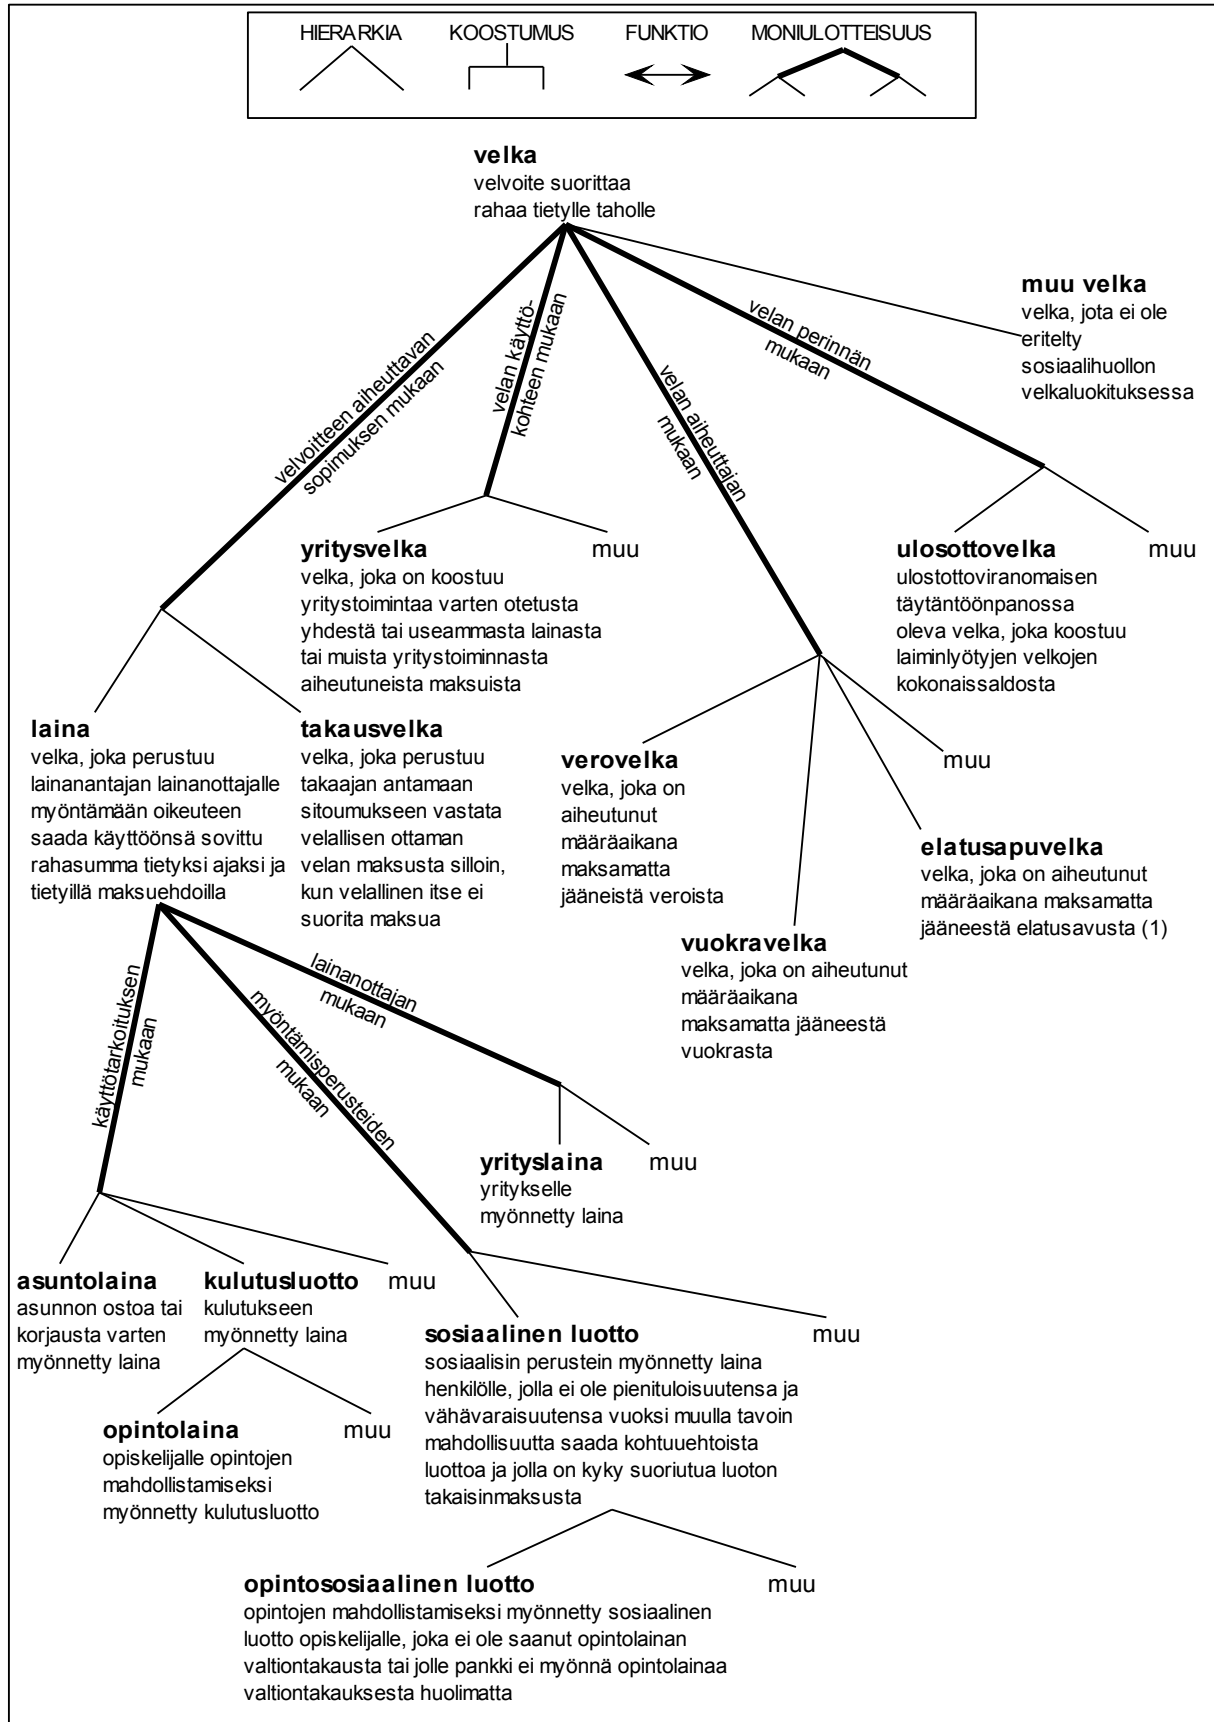 HIERARKIA
KOOSTUMUS
FUNKTIO
MONIULOTTEISUUS
velka
velvoite suorittaa
rahaa tietylle taholle
velvoitteen aiheuttavan
sopimuksen mukaan
velan käyttö-
kohteen mukaan
velan aiheuttajan
mukaan
velan perinnän
mukaan
muu velka
velka, jota ei ole
eritelty
sosiaalihuollon
velkaluokituksessa
yritysvelka
velka, joka on koostuu
yritystoimintaa varten otetusta
yhdestä tai useammasta lainasta
tai muista yritystoiminnasta
aiheutuneista maksuista
muu
ulosottovelka
ulostottoviranomaisen
täytäntöönpanossa
oleva velka, joka koostuu
laiminlyötyjen velkojen
kokonaissaldosta
muu
laina
velka, joka perustuu
lainanantajan lainanottajalle
myöntämään oikeuteen
saada käyttöönsä sovittu
rahasumma tietyksi ajaksi ja
tietyillä maksuehdoilla
takausvelka
velka, joka perustuu
takaajan antamaan
sitoumukseen vastata
velallisen ottaman
velan maksusta silloin,
kun velallinen itse ei
suorita maksua
verovelka
velka, joka on
aiheutunut
määräaikana
maksamatta
jääneistä veroista
muu
elatusapuvelka
velka, joka on aiheutunut
määräaikana maksamatta
jääneestä elatusavusta (1)
vuokravelka
velka, joka on aiheutunut
määräaikana
maksamatta jääneestä
vuokrasta
käyttötarkoituksen
mukaan
myöntämisperusteiden
mukaan
lainanottajan
mukaan
yrityslaina
yritykselle
myönnetty laina
muu
asuntolaina
asunnon ostoa tai
korjausta varten
myönnetty laina
kulutusluotto
kulutukseen
myönnetty laina
muu
sosiaalinen luotto
sosiaalisin perustein myönnetty laina
henkilölle, jolla ei ole pienituloisuutensa ja
vähävaraisuutensa vuoksi muulla tavoin
mahdollisuutta saada kohtuuehtoista
luottoa ja jolla on kyky suoriutua luoton
takaisinmaksusta
muu
opintolaina
opiskelijalle opintojen
mahdollistamiseksi
myönnetty kulutusluotto
muu
opintososiaalinen luotto
opintojen mahdollistamiseksi myönnetty sosiaalinen
luotto opiskelijalle, joka ei ole saanut opintolainan
valtiontakausta tai jolle pankki ei myönnä opintolainaa
valtiontakauksesta huolimatta
muu